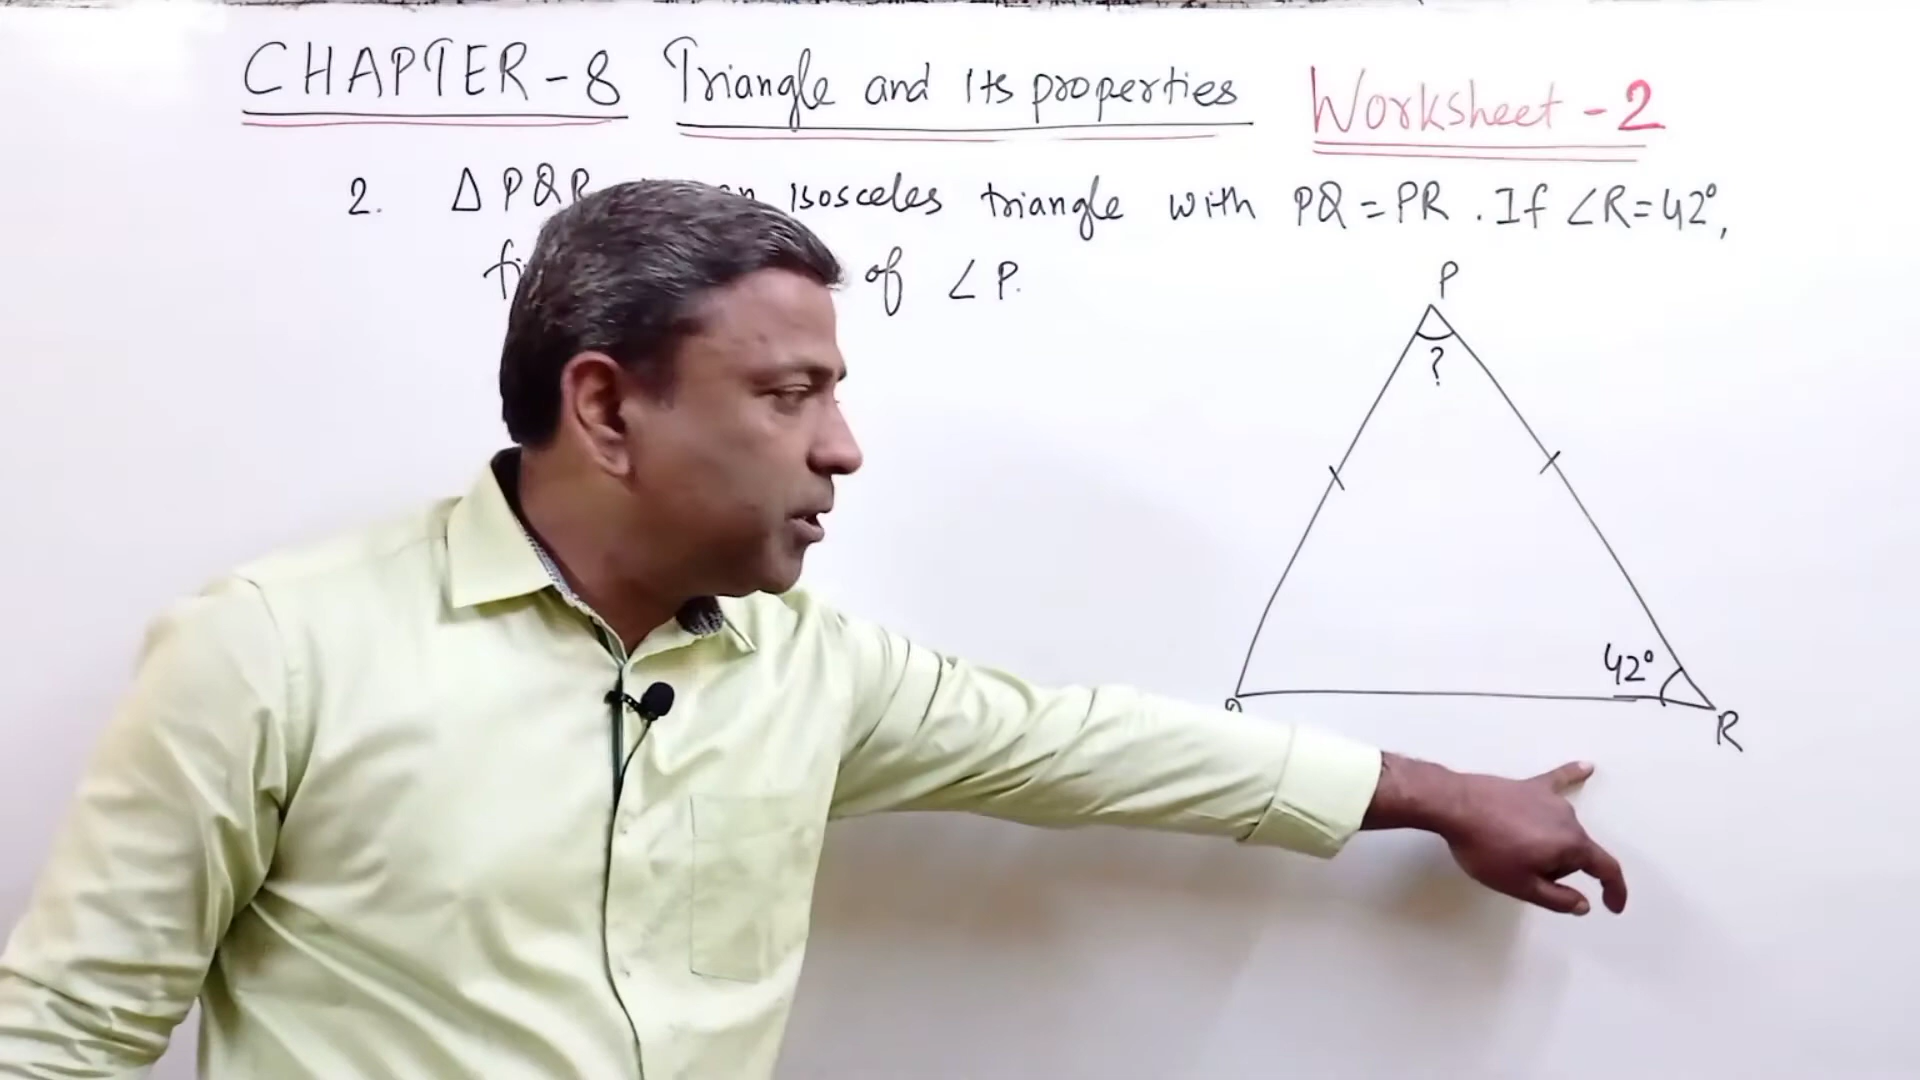 CHAPTER-8 Triangle and Its properties Worksheet-2
2. Δ PQR isosceles triangle with PQ = PR . If ∠R=42°,
of ∠ P.
P
?
42°
R